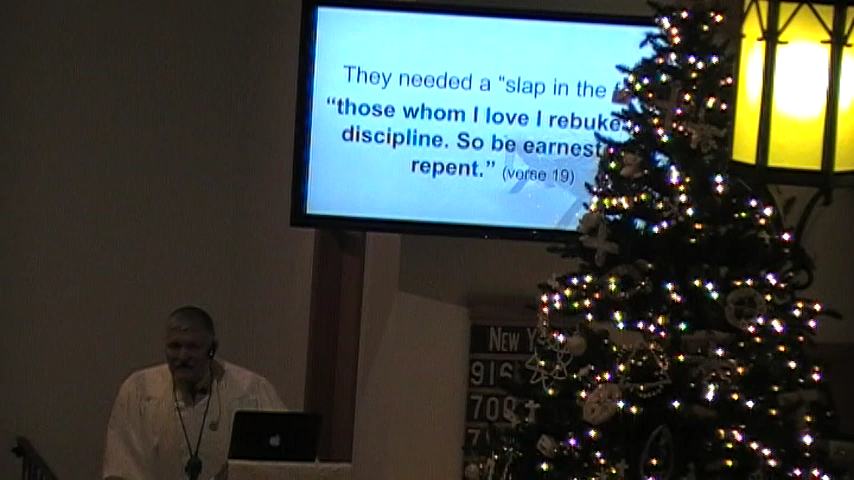 They needed a "slap in the
"those whom I love I rebuke
discipline. So be earnest
repent." (verse 19)
New Y
916
700